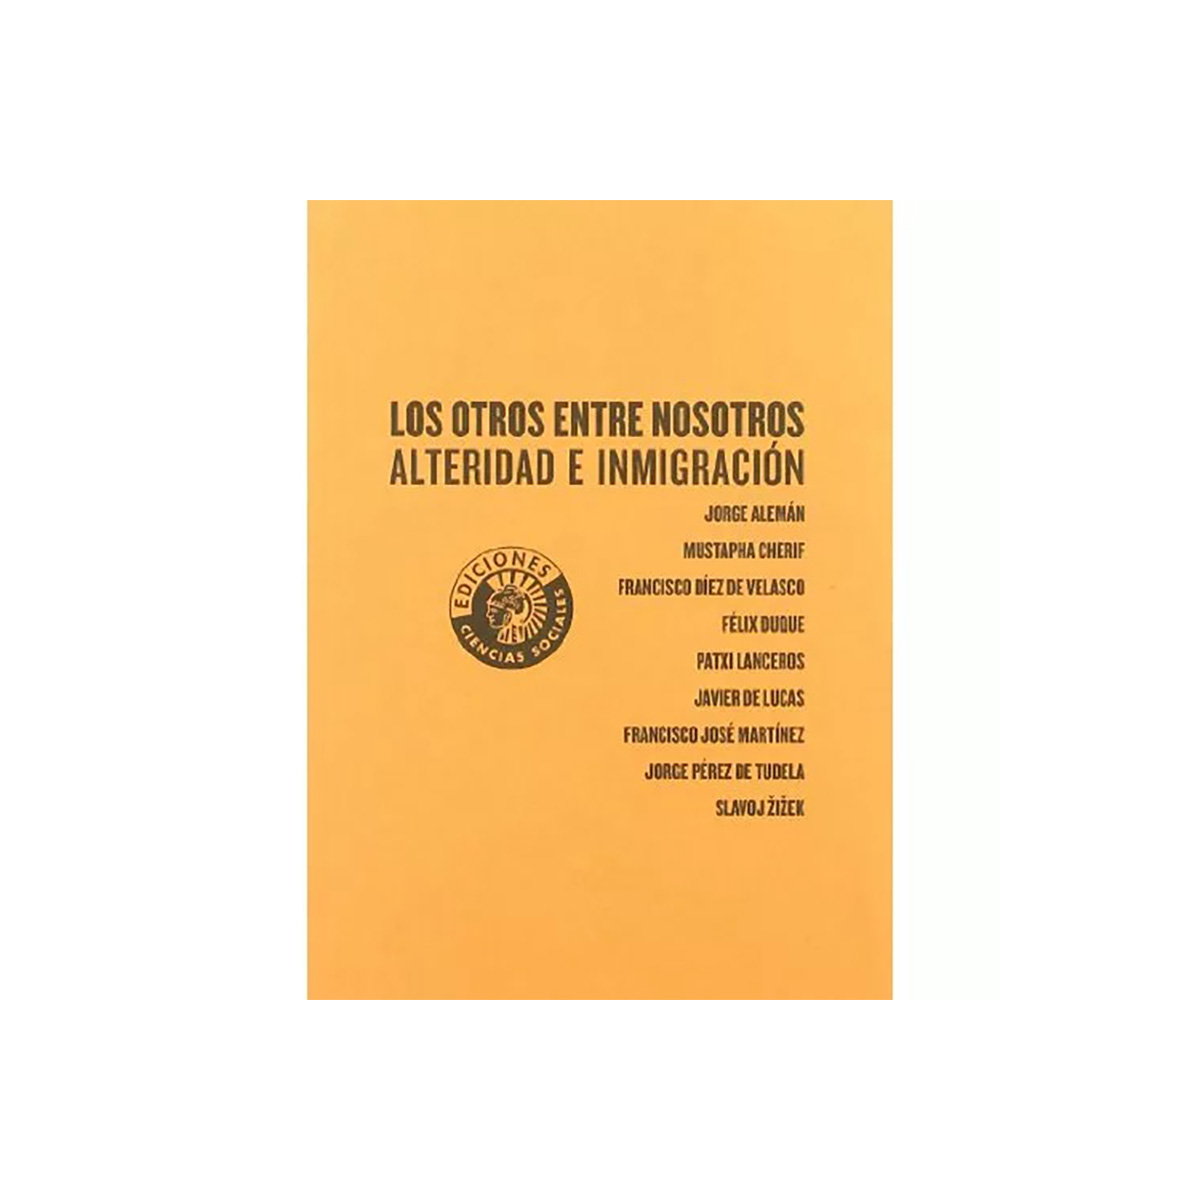 LOS OTROS ENTRE NOSOTROS
ALTERIDAD E INMIGRACIÓN
JORGE ALEMÁN
MUSTAPHA CHERIF
FRANCISCO DÍEZ DE VELASCO
FÉLIX DUQUE
PATXI LANCEROS
JAVIER DE LUCAS
FRANCISCO JOSÉ MARTÍNEZ
JORGE PÉREZ DE TUDELA
SLAVOJ ŽIŽEK
EDICIONES
CIENCIAS SOCIALES